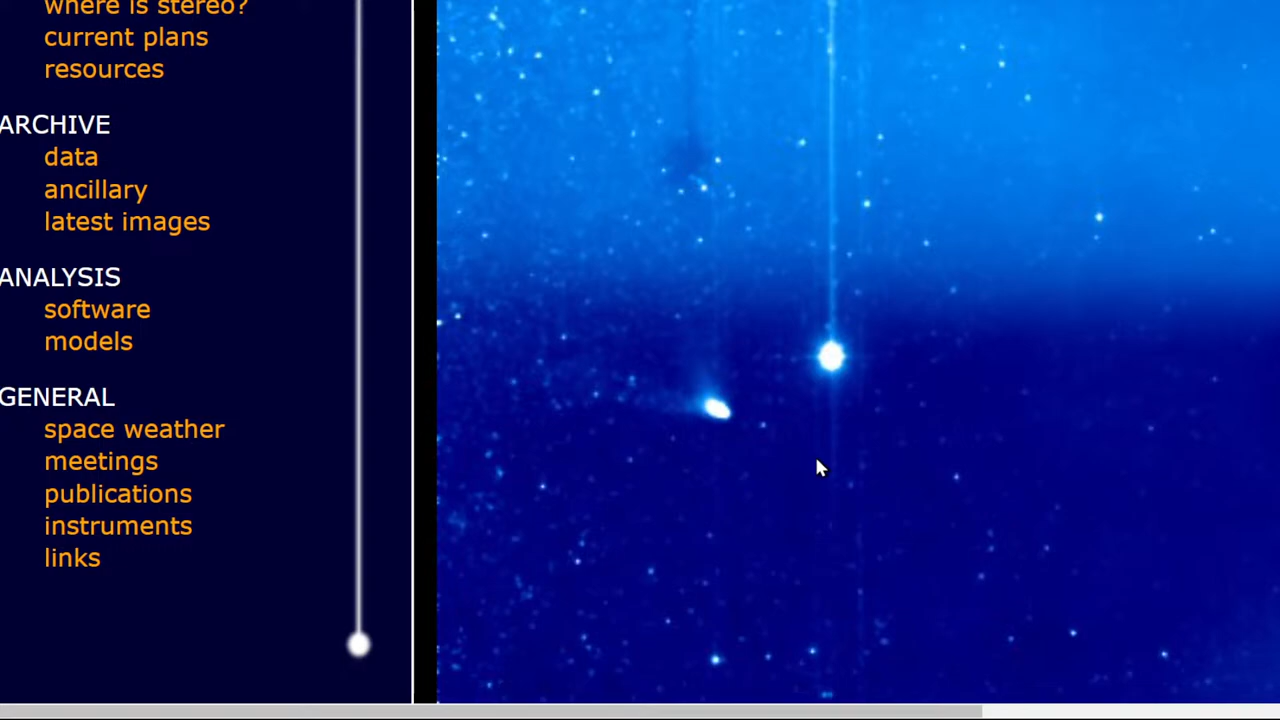 where is stereo?
current plans
resources
ARCHIVE
data
ancillary
latest images
ANALYSIS
software
models
GENERAL
space weather
meetings
publications
instruments
links